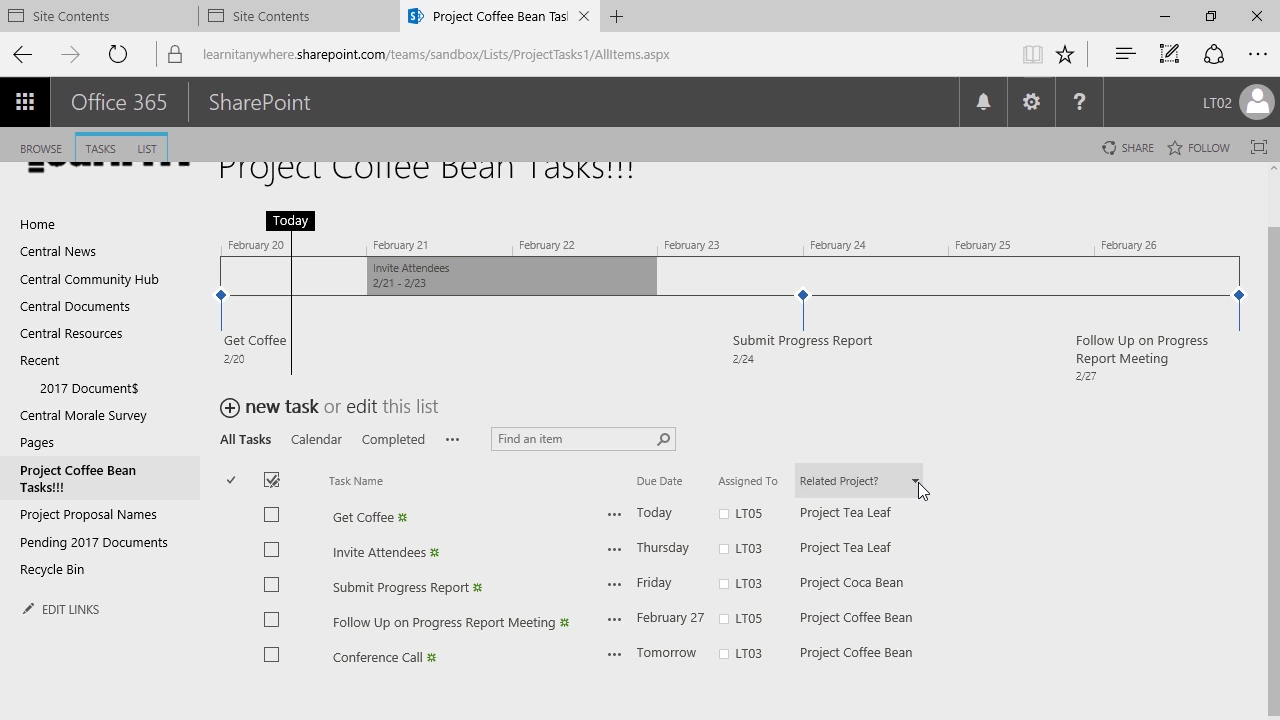 Site Contents
Site Contents
Project Coffee Bean Tas
learnitanywhere.sharepoint.com/teams/sandbox/Lists/ProjectTasks1/AllItems.aspx
Office 365
SharePoint
?
LT02
BROWSE
TASKS
LIST
SHARE
FOLLOW
Project Coffee Bean Tasks!!!
Home
Central News
Central Community Hub
Central Documents
Central Resources
Recent
2017 Document$
Central Morale Survey
Pages
Project Coffee Bean
Tasks!!!
Project Proposal Names
Pending 2017 Documents
Recycle Bin
EDIT LINKS
Today
February 20
February 21
February 22
February 23
February 24
February 25
February 26
Invite Attendees
2/21 - 2/23
Get Coffee
2/20
Submit Progress Report
2/24
Follow Up on Progress
Report Meeting
2/27
new task or edit this list
All Tasks
Calendar
Completed
•••
Find an item
Task Name
Due Date
Assigned To
Related Project?
Get Coffee ••• Today LT05 Project Tea Leaf
Invite Attendees ••• Thursday LT03 Project Tea Leaf
Submit Progress Report ••• Friday LT03 Project Coca Bean
Follow Up on Progress Report Meeting ••• February 27 LT05 Project Coffee Bean
Conference Call ••• Tomorrow LT03 Project Coffee Bean